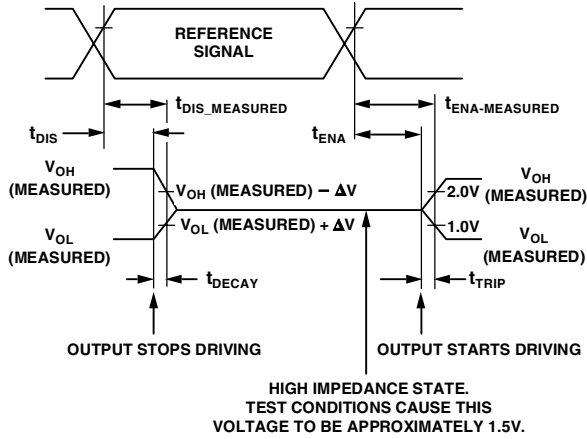 REFERENCE
SIGNAL
tDIS_MEASURED
tENA-MEASURED
tDIS
tENA
VOH
(MEASURED)
VOH (MEASURED) – ΔV
2.0V
VOH
(MEASURED)
VOL
(MEASURED)
VOL (MEASURED) + ΔV
1.0V
VOL
(MEASURED)
tDECAY
tTRIP
OUTPUT STOPS DRIVING
OUTPUT STARTS DRIVING
HIGH IMPEDANCE STATE.
TEST CONDITIONS CAUSE THIS
VOLTAGE TO BE APPROXIMATELY 1.5V.